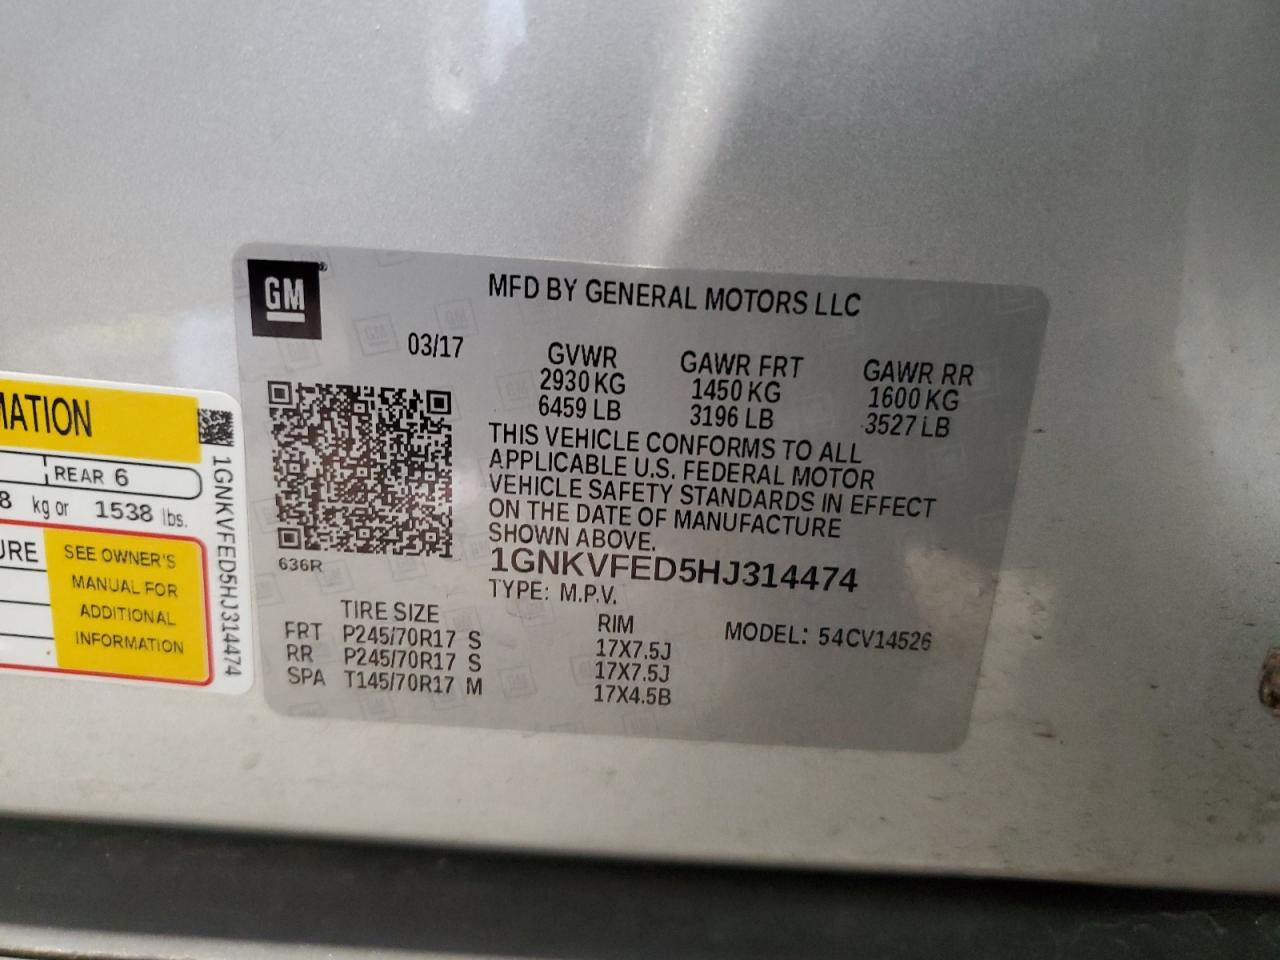 GM®
MFD BY GENERAL MOTORS LLC
03/17
GVWR GAWR FRT GAWR RR
2930 KG 1450 KG 1600 KG
6459 LB 3196 LB 3527 LB
THIS VEHICLE CONFORMS TO ALL
APPLICABLE U.S. FEDERAL MOTOR
VEHICLE SAFETY STANDARDS IN EFFECT
ON THE DATE OF MANUFACTURE
SHOWN ABOVE.
636R
1GNKVFED5HJ314474
TYPE: M.P.V.
TIRE SIZE RIM MODEL: 54CV14526
FRT P245/70R17 S 17X7.5J
RR P245/70R17 S 17X7.5J
SPA T145/70R17 M 17X4.5B
MATION
REAR 6
8 kg or 1538 lbs.
URE
SEE OWNER'S
MANUAL FOR
ADDITIONAL
INFORMATION
1GNKVFED5HJ314474